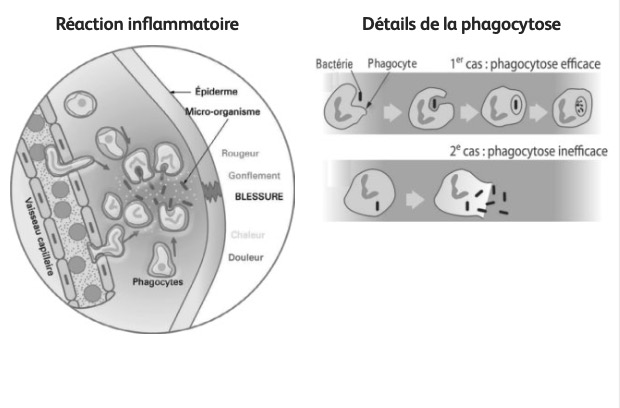 Réaction inflammatoire
Épiderme
Micro-organisme
Rougeur
Gonflement
BLESSURE
Chaleur
Douleur
Vaisseau capillaire
Phagocytes
Détails de la phagocytose
Bactérie
Phagocyte
1er cas : phagocytose efficace
2e cas : phagocytose inefficace